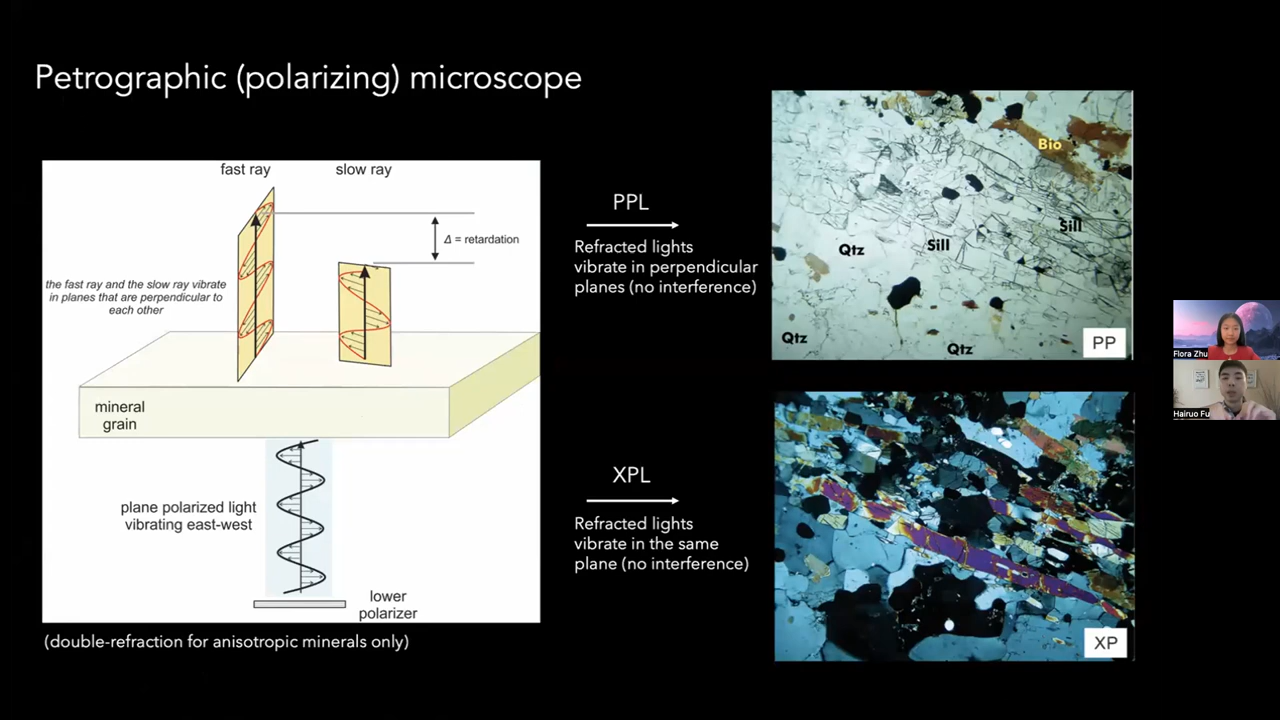 Petrographic (polarizing) microscope
fast ray
slow ray
Δ = retardation
the fast ray and the slow ray vibrate
in planes that are perpendicular to
each other
mineral
grain
plane polarized light
vibrating east-west
lower
polarizer
(double-refraction for anisotropic minerals only)
PPL
Refracted lights
vibrate in perpendicular
planes (no interference)
XPL
Refracted lights
vibrate in the same
plane (no interference)
Bio
Sill
Sill
Qtz
Qtz
Qtz
PP
XP
Flora Zhu
Hairuo Fu